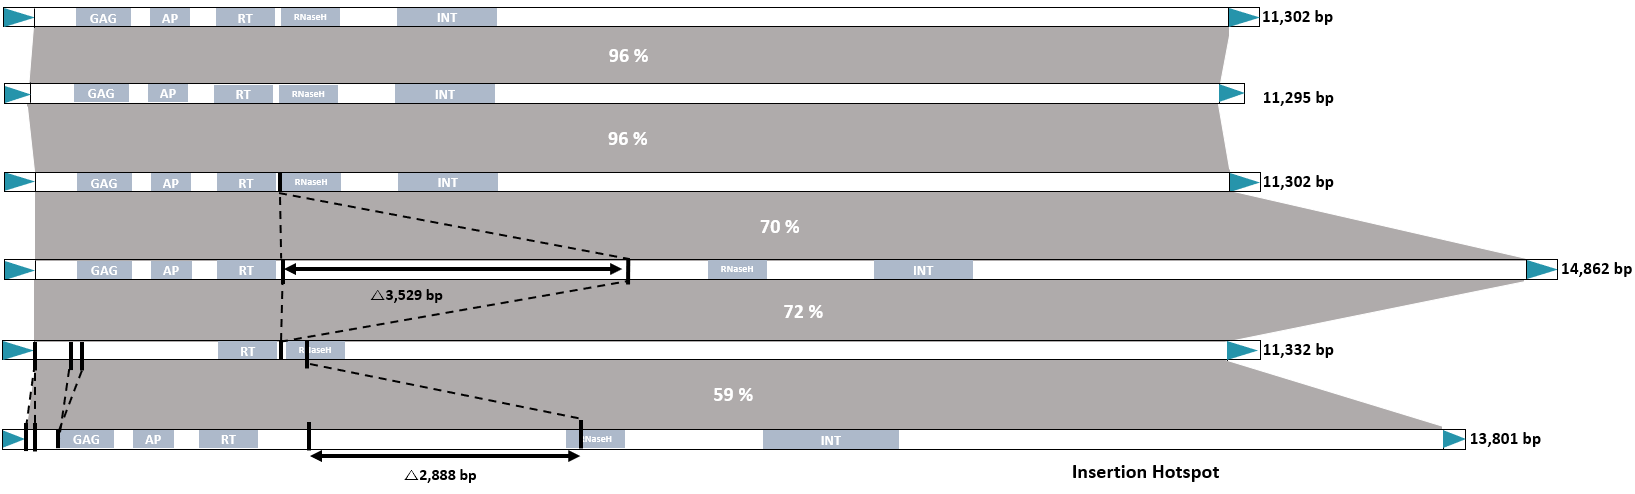 GAG AP RT RNaseH INT 11,302 bp
96 %
GAG AP RT RNaseH INT 11,295 bp
96 %
GAG AP RT RNaseH INT 11,302 bp
70 %
GAG AP RT RNaseH INT 14,862 bp
△3,529 bp
72 %
RT RNaseH 11,332 bp
59 %
GAG AP RT RNaseH INT 13,801 bp
△2,888 bp
Insertion Hotspot